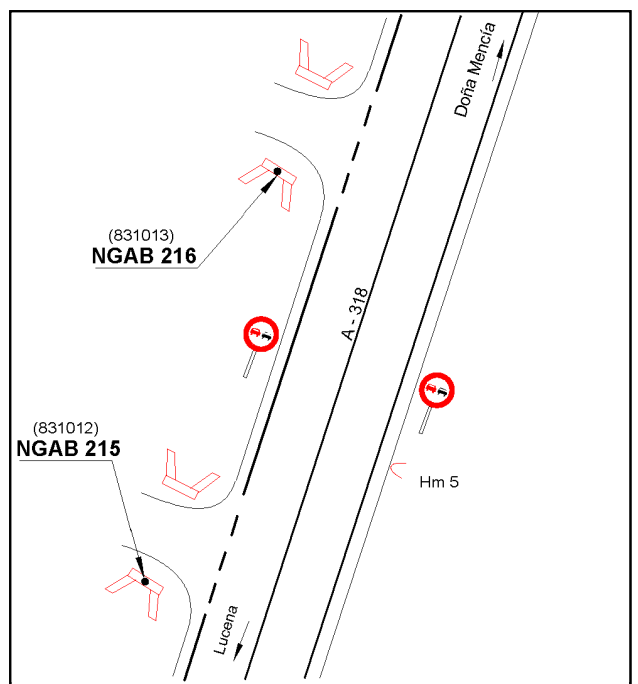 Doña Mencía
(831013)
NGAB 216
A - 318
(831012)
NGAB 215
Hm 5
Lucena